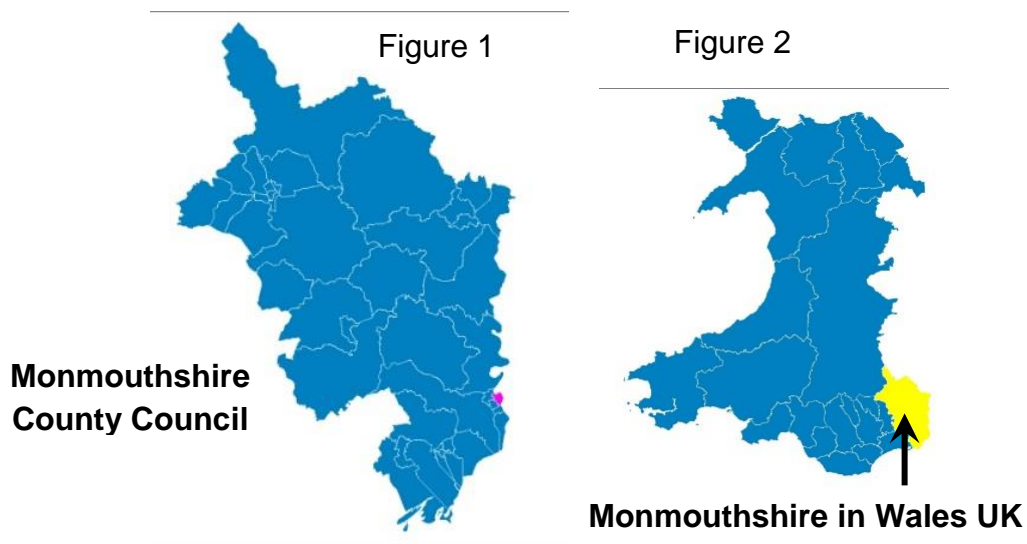 Figure 1
Figure 2
Monmouthshire
County Council
Monmouthshire in Wales UK